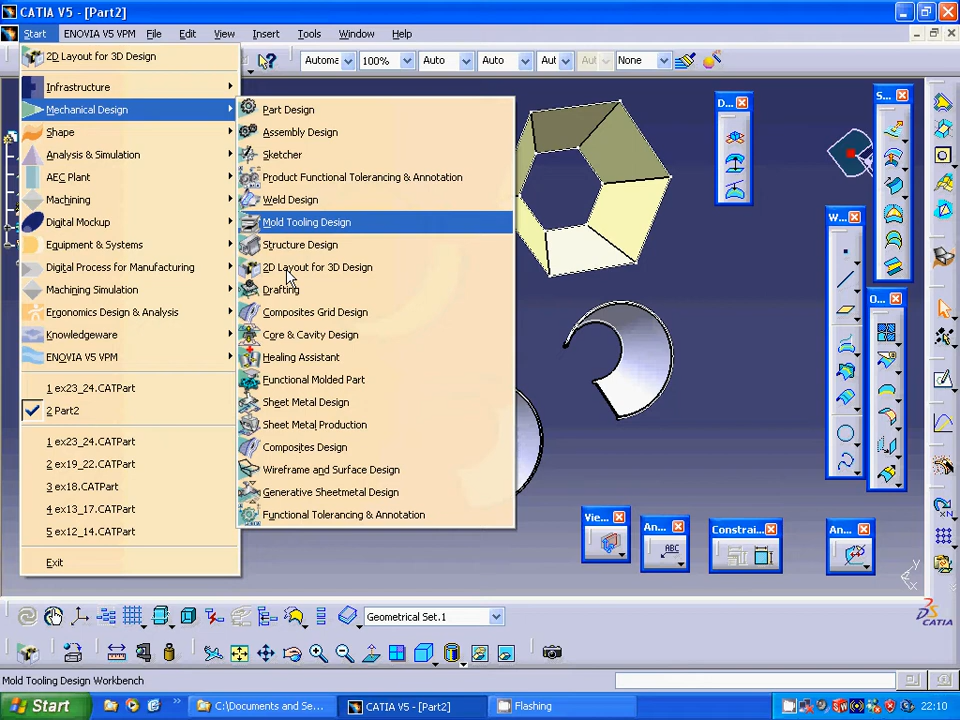 CATIA V5 - [Part2]
Start ENOVIA V5 VPM File Edit View Insert Tools Window Help
Automa 100% Auto Auto Aut Au None
2D Layout for 3D Design
Infrastructure
Mechanical Design
Shape
Analysis & Simulation
AEC Plant
Machining
Digital Mockup
Equipment & Systems
Digital Process for Manufacturing
Machining Simulation
Ergonomics Design & Analysis
Knowledgeware
ENOVIA V5 VPM
1 ex23_24.CATPart
2 Part2
1 ex23_24.CATPart
2 ex19_22.CATPart
3 ex18.CATPart
4 ex13_17.CATPart
5 ex12_14.CATPart
Exit
Part Design
Assembly Design
Sketcher
Product Functional Tolerancing & Annotation
Weld Design
Mold Tooling Design
Structure Design
2D Layout for 3D Design
Drafting
Composites Grid Design
Core & Cavity Design
Healing Assistant
Functional Molded Part
Sheet Metal Design
Sheet Metal Production
Composites Design
Wireframe and Surface Design
Generative Sheetmetal Design
Functional Tolerancing & Annotation
D...
S...
W...
O...
Vie...
An...
ABC
Constrai...
An...
Geometrical Set.1
DS
CATIA
Mold Tooling Design Workbench
Start
C:\Documents and Se...
CATIA V5 - [Part2]
Flashing
22:10